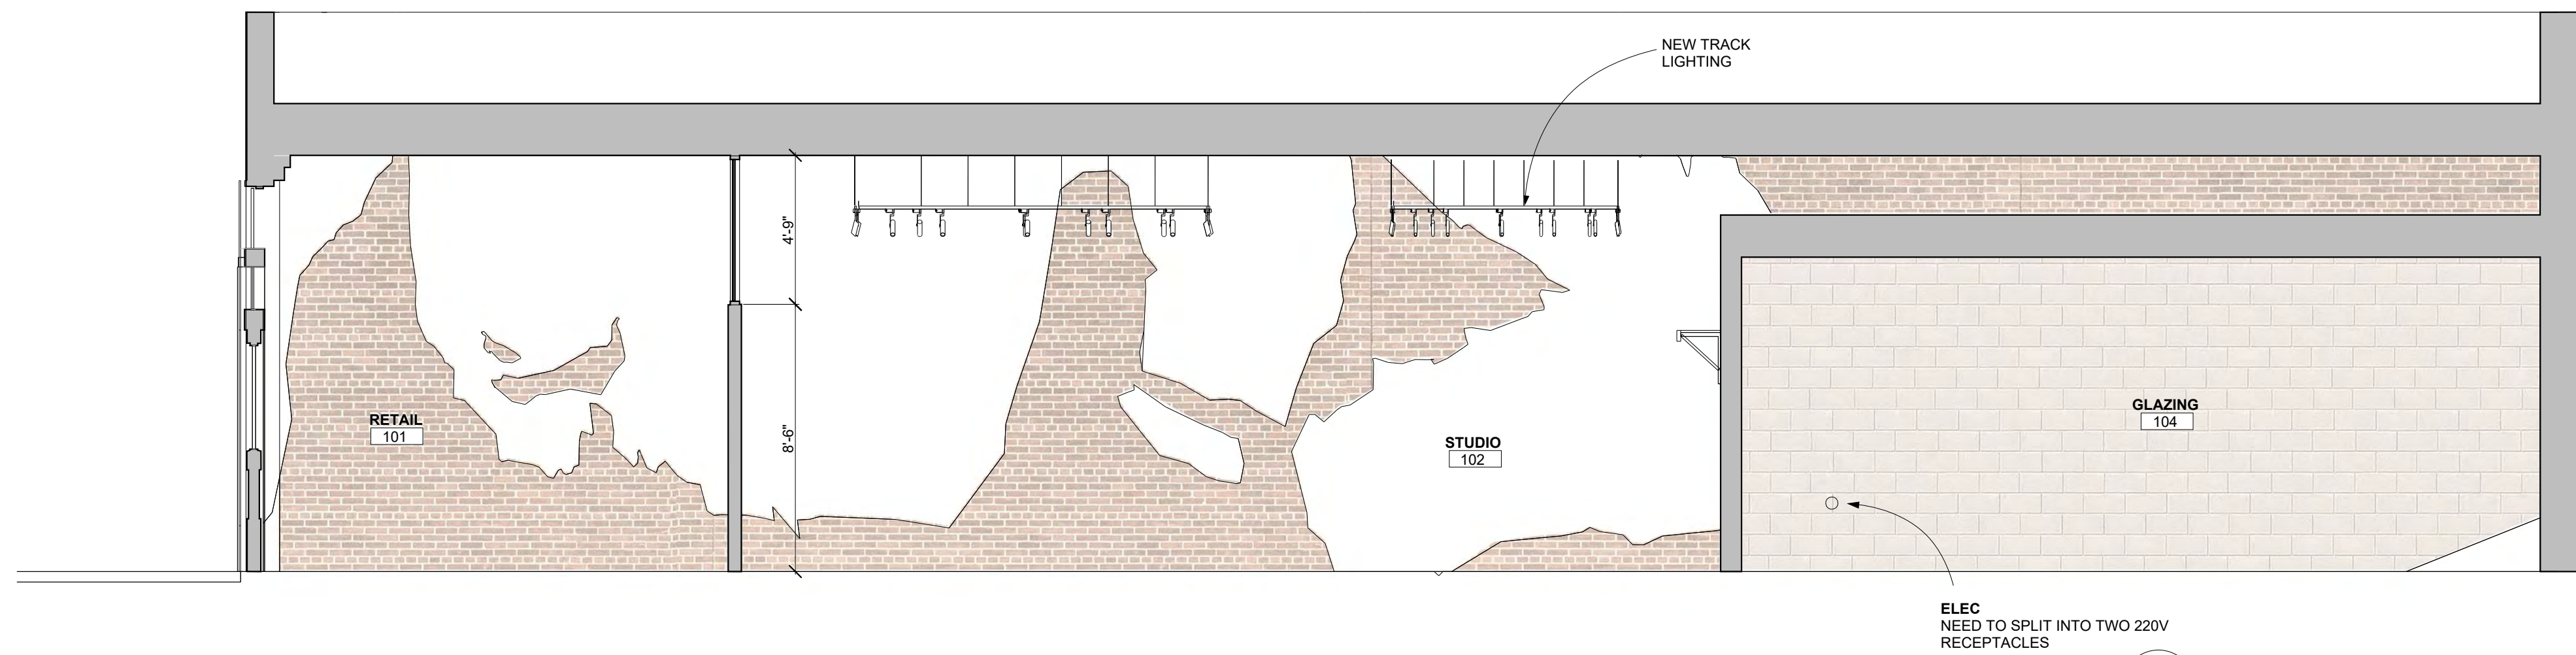 NEW TRACK
LIGHTING
4'-9"
8'-6"
RETAIL
101
STUDIO
102
GLAZING
104
ELEC
NEED TO SPLIT INTO TWO 220V
RECEPTACLES